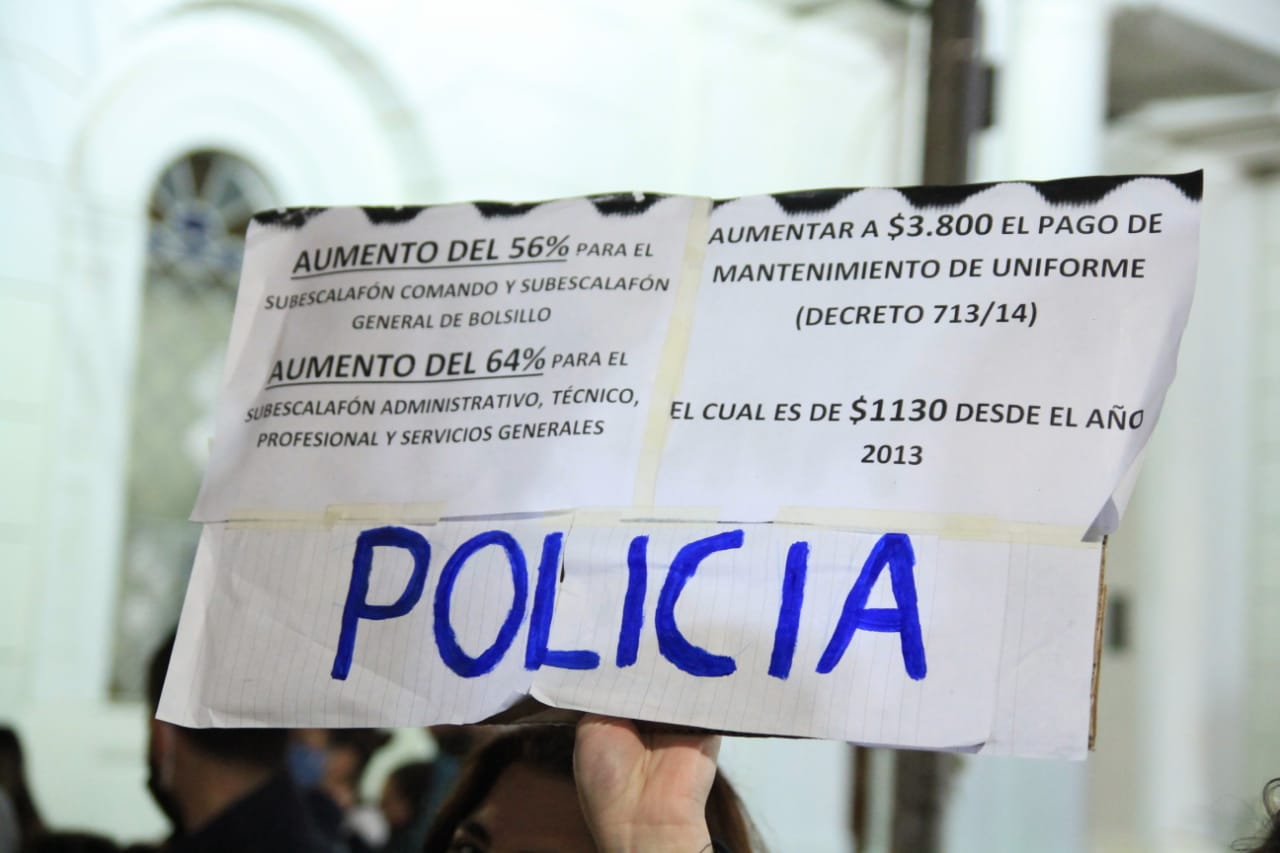 AUMENTO DEL 56% PARA EL
SUBESCALAFÓN COMANDO Y SUBESCALAFÓN
GENERAL DE BOLSILLO
AUMENTO DEL 64% PARA EL
SUBESCALAFÓN ADMINISTRATIVO, TÉCNICO,
PROFESIONAL Y SERVICIOS GENERALES
AUMENTAR A $3.800 EL PAGO DE
MANTENIMIENTO DE UNIFORME
(DECRETO 713/14)
EL CUAL ES DE $1130 DESDE EL AÑO
2013
POLICIA